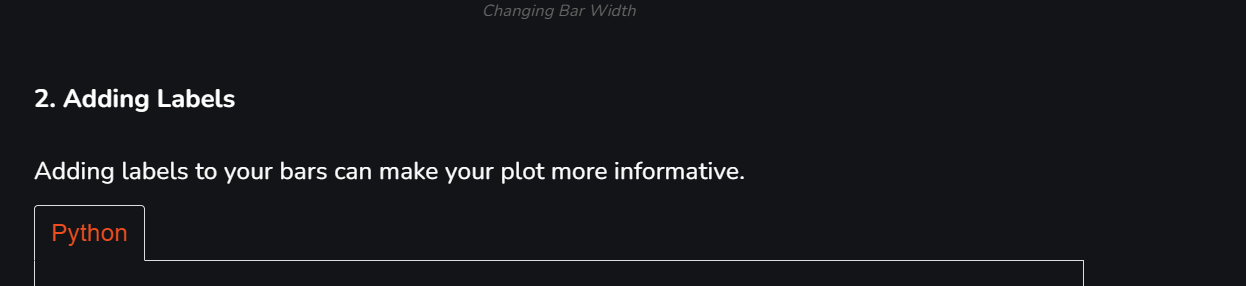 Changing Bar Width
2. Adding Labels
Adding labels to your bars can make your plot more informative.
Python